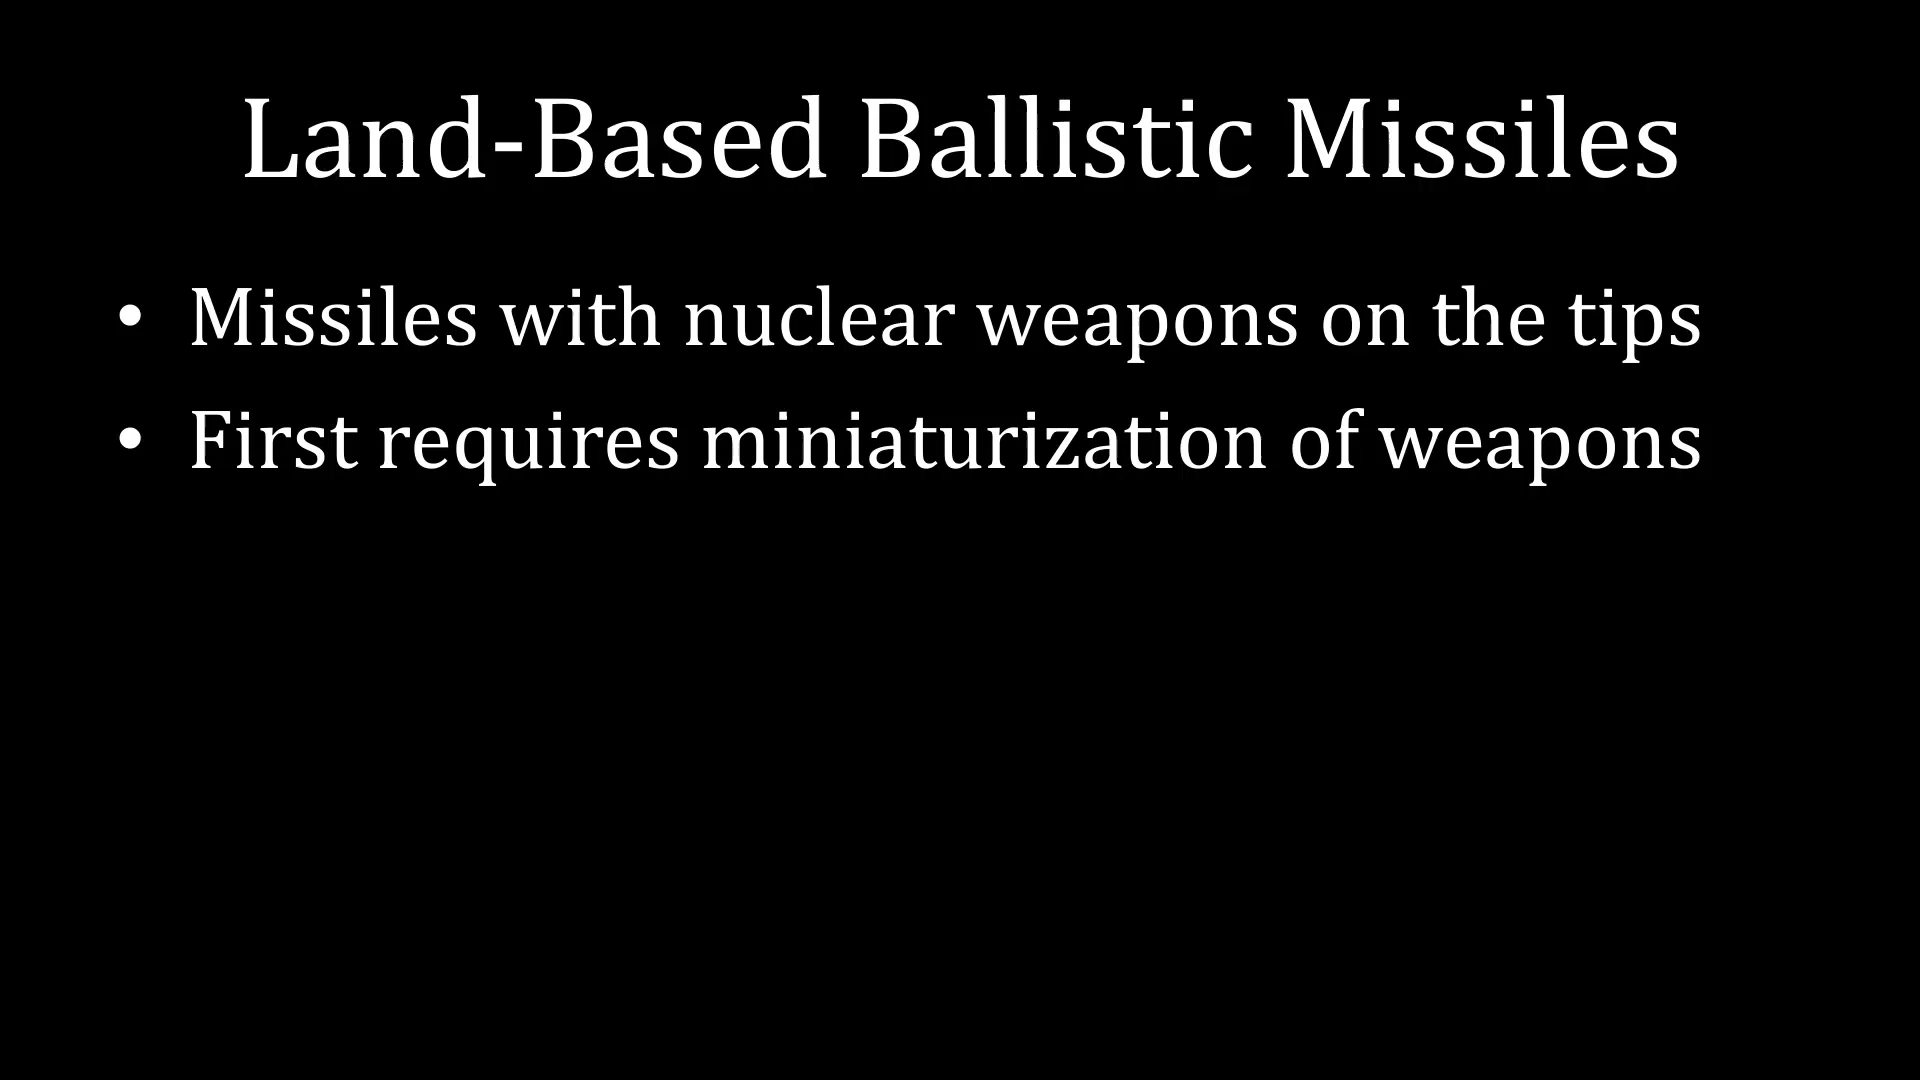 Land-Based Ballistic Missiles
• Missiles with nuclear weapons on the tips
• First requires miniaturization of weapons